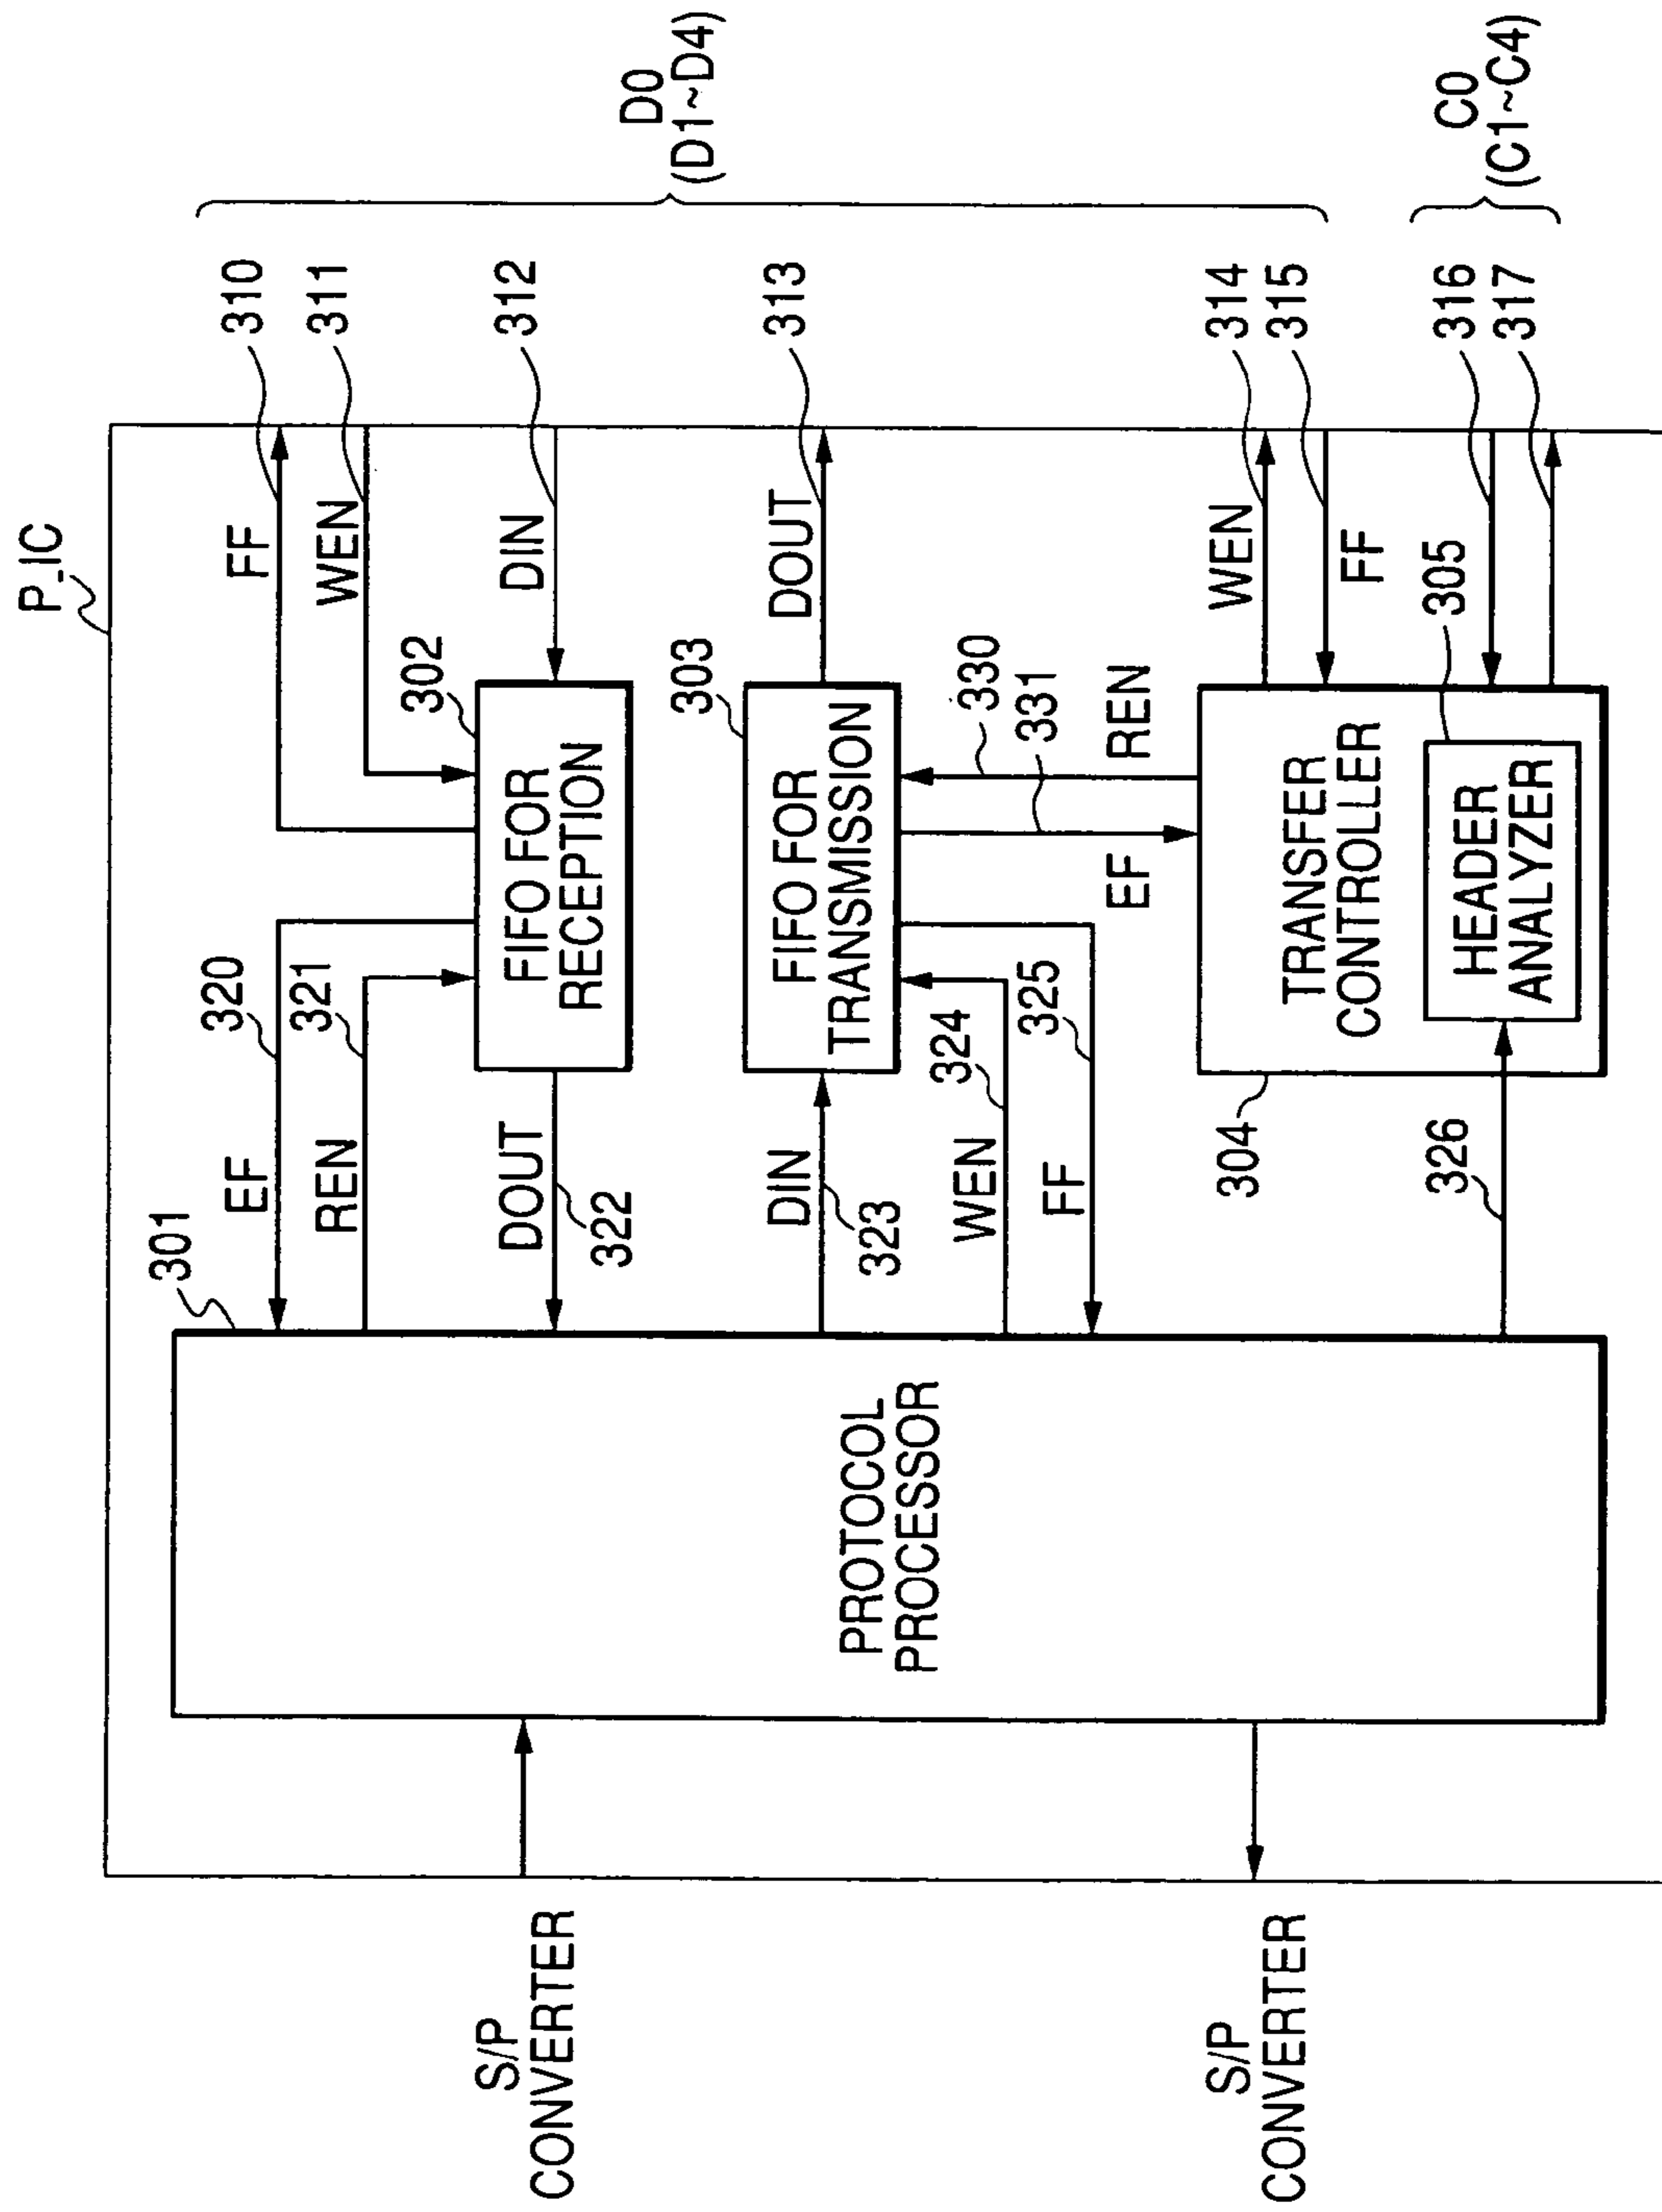 P_IC
301
PROTOCOL
PROCESSOR
S/P
CONVERTER
S/P
CONVERTER
EF
320
REN
321
DOUT
322
DIN
323
WEN
324
FF
325
326
302
FIFO FOR
RECEPTION
303
FIFO FOR
TRANSMISSION
304
TRANSFER
CONTROLLER
305
HEADER
ANALYZER
EF
331
REN
330
FF
310
WEN
311
DIN
312
DOUT
313
WEN
314
FF
315
316
317
D0
(D1~D4)
C0
(C1~C4)